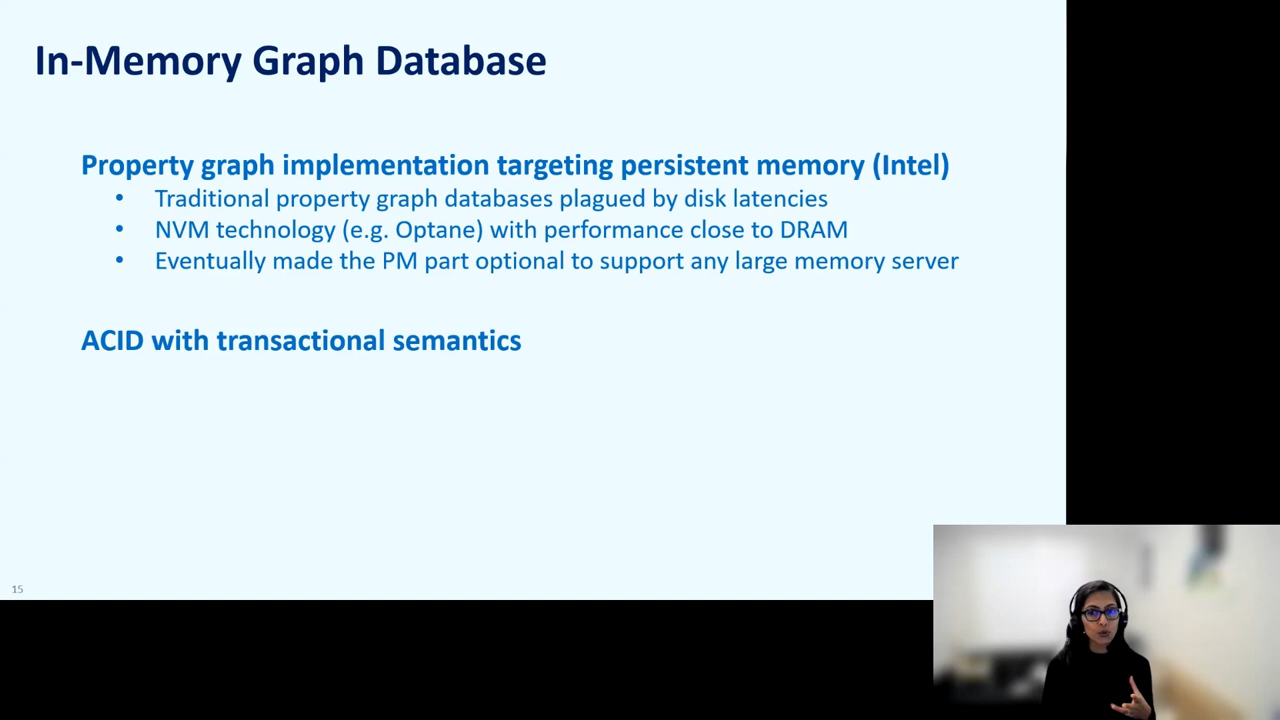 In-Memory Graph Database
Property graph implementation targeting persistent memory (Intel)
• Traditional property graph databases plagued by disk latencies
• NVM technology (e.g. Optane) with performance close to DRAM
• Eventually made the PM part optional to support any large memory server
ACID with transactional semantics
15